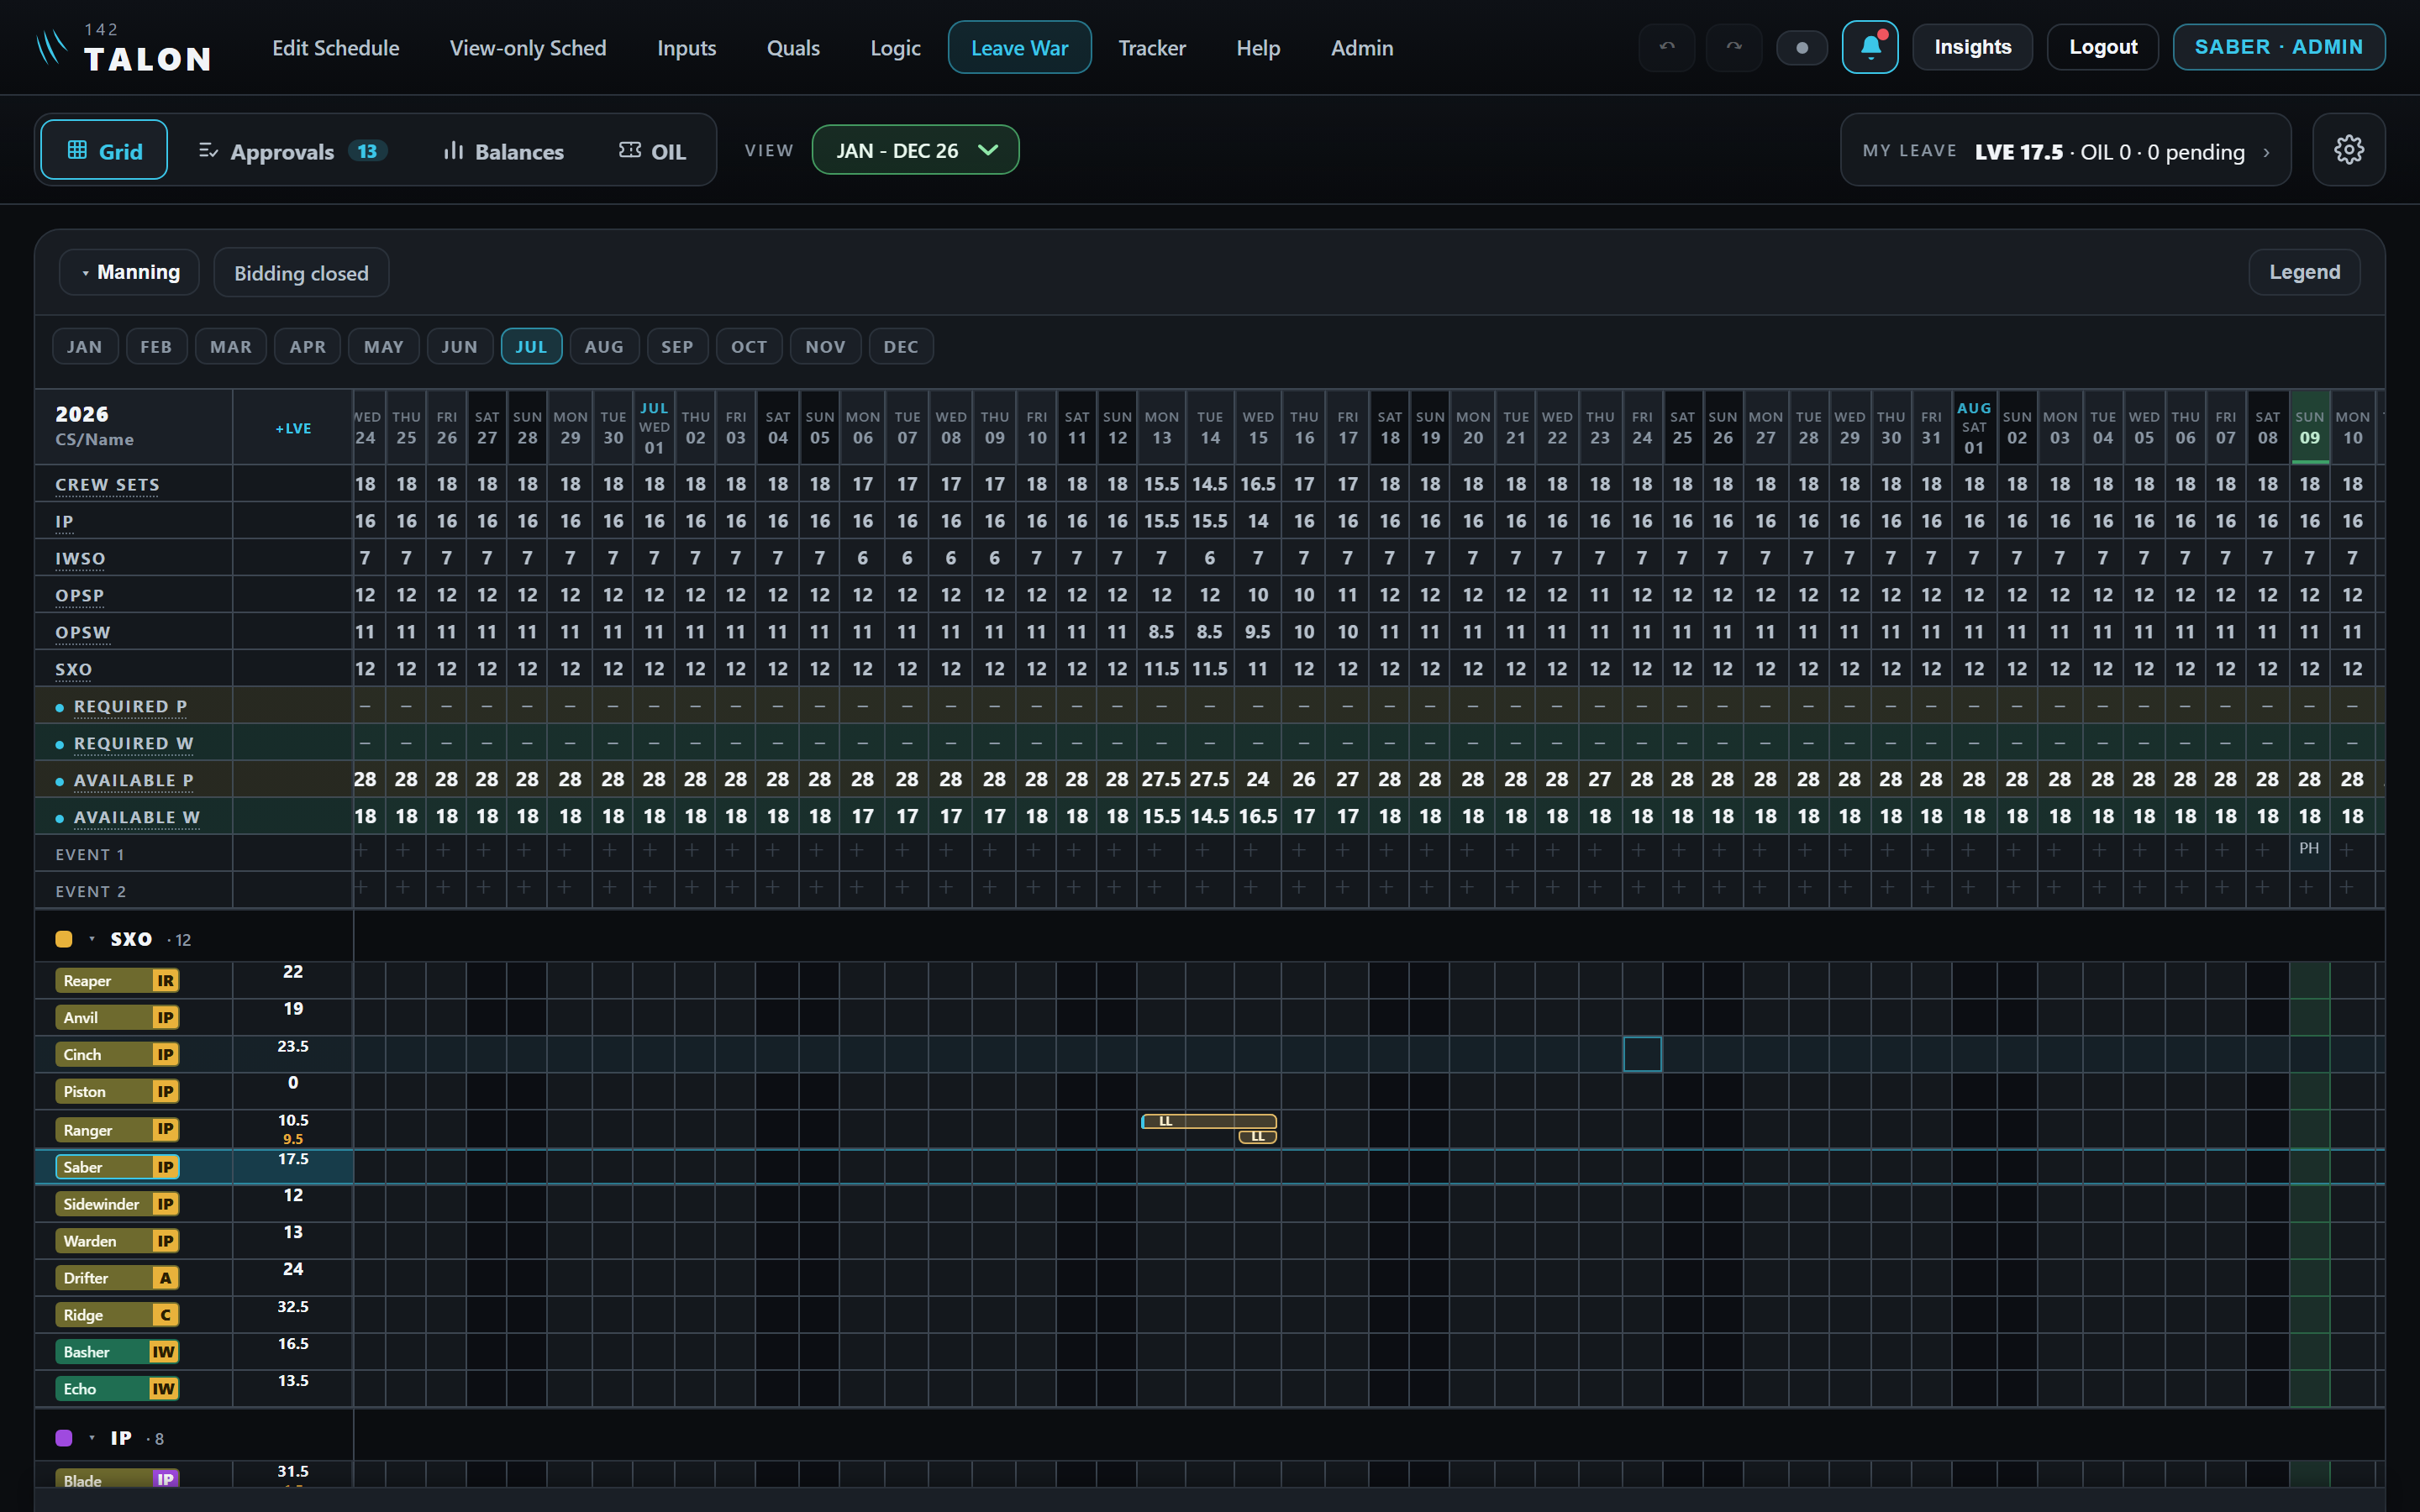 142
TALON
Edit Schedule
View-only Sched
Inputs
Quals
Logic
Leave War
Tracker
Help
Admin
Insights
Logout
SABER · ADMIN
Grid
Approvals 13
Balances
OIL
VIEW
JAN - DEC 26
MY LEAVE LVE 17.5 · OIL 0 · 0 pending ›
Manning
Bidding closed
Legend
JAN FEB MAR APR MAY JUN JUL AUG SEP OCT NOV DEC
JUL AUG
2026 WED THU FRI SAT SUN MON TUE WED THU FRI SAT SUN MON TUE WED THU FRI SAT SUN MON TUE WED THU FRI SAT SUN MON TUE WED THU FRI SAT SUN MON TUE WED THU FRI SAT SUN MON TUE WED THU FRI SAT SUN MON
CS/Name +LVE 24 25 26 27 28 29 30 01 02 03 04 05 06 07 08 09 10 11 12 13 14 15 16 17 18 19 20 21 22 23 24 25 26 27 28 29 30 31 01 02 03 04 05 06 07 08 09 10
CREW SETS 18 18 18 18 18 18 18 18 18 18 18 18 17 17 17 17 18 18 18 15.5 14.5 16.5 17 17 18 18 18 18 18 18 18 18 18 18 18 18 18 18 18 18 18 18 18 18 18 18 18 18
IP 16 16 16 16 16 16 16 16 16 16 16 16 16 16 16 16 16 16 16 15.5 15.5 14 16 16 16 16 16 16 16 16 16 16 16 16 16 16 16 16 16 16 16 16 16 16 16 16 16 16
IWSO 7 7 7 7 7 7 7 7 7 7 7 7 6 6 6 6 7 7 7 7 6 7 7 7 7 7 7 7 7 7 7 7 7 7 7 7 7 7 7 7 7 7 7 7 7 7 7 7
OPSP 12 12 12 12 12 12 12 12 12 12 12 12 12 12 12 12 12 12 12 12 12 10 10 11 12 12 12 12 12 11 12 12 12 12 12 12 12 12 12 12 12 12 12 12 12 12 12 12
OPSW 11 11 11 11 11 11 11 11 11 11 11 11 11 11 11 11 11 11 11 8.5 8.5 9.5 10 10 11 11 11 11 11 11 11 11 11 11 11 11 11 11 11 11 11 11 11 11 11 11 11 11
SXO 12 12 12 12 12 12 12 12 12 12 12 12 12 12 12 12 12 12 12 11.5 11.5 11 12 12 12 12 12 12 12 12 12 12 12 12 12 12 12 12 12 12 12 12 12 12 12 12 12 12
REQUIRED P – – – – – – – – – – – – – – – – – – – – – – – – – – – – – – – – – – – – – – – – – – – – – – – –
REQUIRED W – – – – – – – – – – – – – – – – – – – – – – – – – – – – – – – – – – – – – – – – – – – – – – – –
AVAILABLE P 28 28 28 28 28 28 28 28 28 28 28 28 28 28 28 28 28 28 28 27.5 27.5 24 26 27 28 28 28 28 28 27 28 28 28 28 28 28 28 28 28 28 28 28 28 28 28 28 28 28
AVAILABLE W 18 18 18 18 18 18 18 18 18 18 18 18 17 17 17 17 18 18 18 15.5 14.5 16.5 17 17 18 18 18 18 18 18 18 18 18 18 18 18 18 18 18 18 18 18 18 18 18 18 18 18
EVENT 1 + + + + + + + + + + + + + + + + + + + + + + + + + + + + + + + + + + + + + + + + + + + + + + PH +
EVENT 2 + + + + + + + + + + + + + + + + + + + + + + + + + + + + + + + + + + + + + + + + + + + + + + + +
SXO · 12
Reaper IR 22
Anvil IP 19
Cinch IP 23.5
Piston IP 0
Ranger IP 10.5 LL
9.5 LL
Saber IP 17.5
Sidewinder IP 12
Warden IP 13
Drifter A 24
Ridge C 32.5
Basher IW 16.5
Echo IW 13.5
IP · 8
Blade IP 31.5